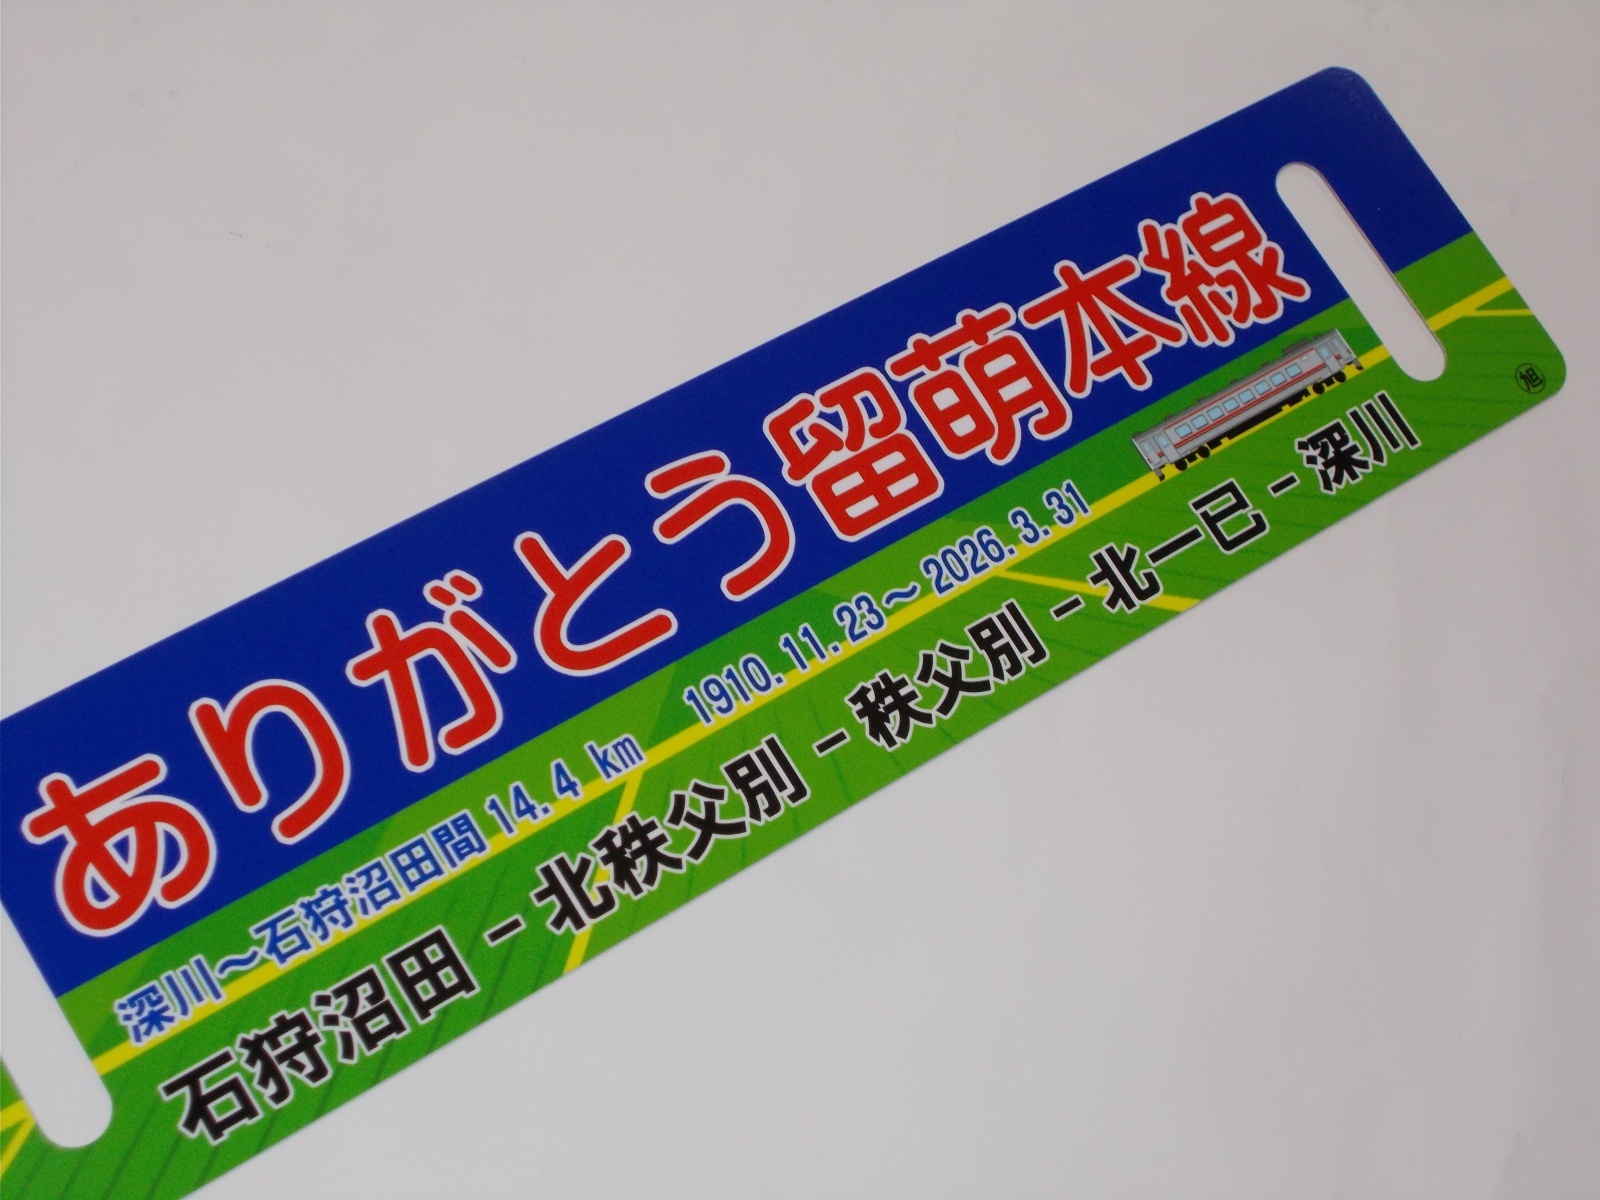 ありがとう留萌本線
深川～石狩沼田間 14.4 km 1910.11.23～2026.3.31
石狩沼田－北秩父別－秩父別－北一已－深川
旭